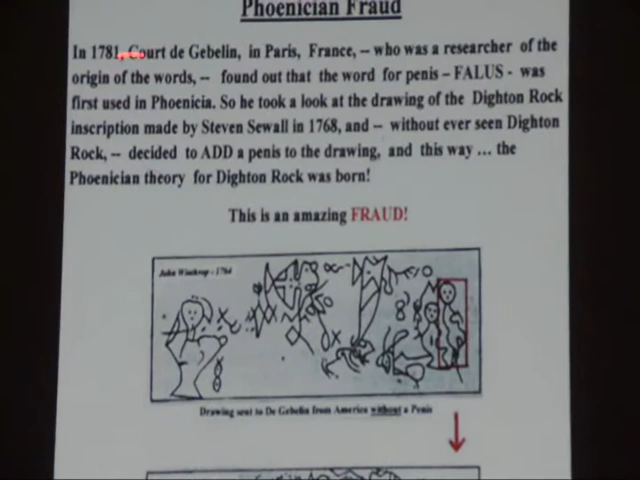 Phoenician Fraud
In 1781, Court de Gebelin, in Paris, France, -- who was a researcher of the
origin of the words, -- found out that the word for penis -- FALUS - was
first used in Phoenicia. So he took a look at the drawing of the Dighton Rock
inscription made by Steven Sewall in 1768, and -- without ever seen Dighton
Rock, -- decided to ADD a penis to the drawing, and this way ... the
Phoenician theory for Dighton Rock was born!
This is an amazing FRAUD!
John Winthrop - 1764
Drawing sent to De Gebelin from America without a Penis